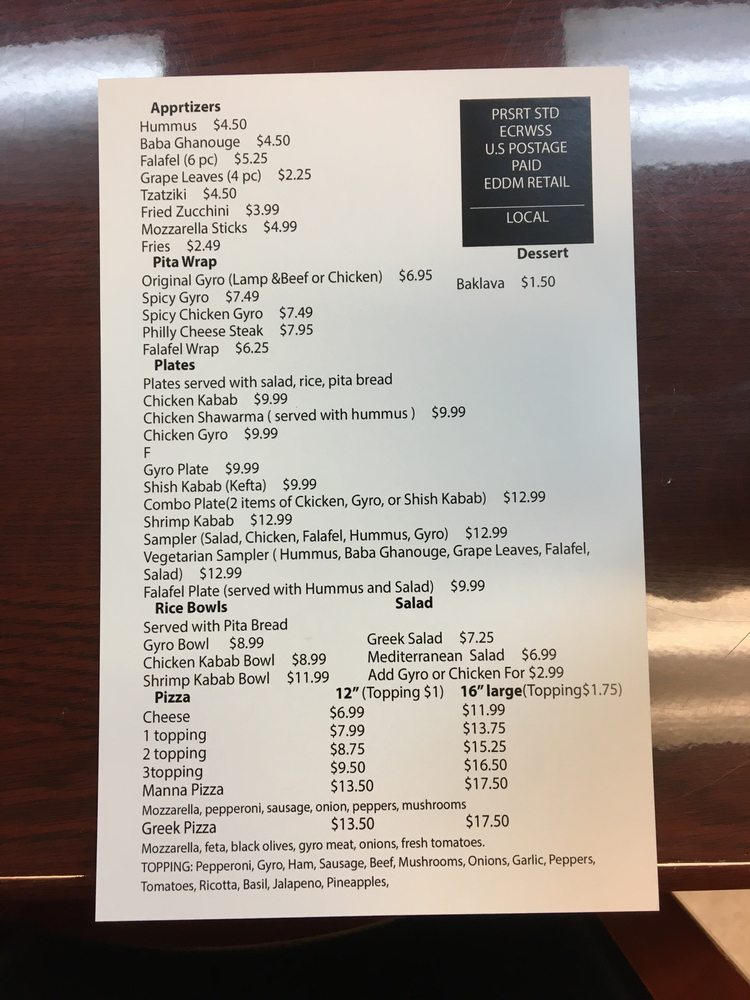 Apprtizers
Hummus $4.50
Baba Ghanouge $4.50
Falafel (6 pc) $5.25
Grape Leaves (4 pc) $2.25
Tzatziki $4.50
Fried Zucchini $3.99
Mozzarella Sticks $4.99
Fries $2.49
PRSRT STD
ECRWSS
U.S POSTAGE
PAID
EDDM RETAIL
LOCAL
Dessert
Baklava $1.50
Pita Wrap
Original Gyro (Lamp &Beef or Chicken) $6.95
Spicy Gyro $7.49
Spicy Chicken Gyro $7.49
Philly Cheese Steak $7.95
Falafel Wrap $6.25
Plates
Plates served with salad, rice, pita bread
Chicken Kabab $9.99
Chicken Shawarma ( served with hummus ) $9.99
Chicken Gyro $9.99
F
Gyro Plate $9.99
Shish Kabab (Kefta) $9.99
Combo Plate(2 items of Ckicken, Gyro, or Shish Kabab) $12.99
Shrimp Kabab $12.99
Sampler (Salad, Chicken, Falafel, Hummus, Gyro) $12.99
Vegetarian Sampler ( Hummus, Baba Ghanouge, Grape Leaves, Falafel,
Salad) $12.99
Falafel Plate (served with Hummus and Salad) $9.99
Rice Bowls
Served with Pita Bread
Gyro Bowl $8.99
Chicken Kabab Bowl $8.99
Shrimp Kabab Bowl $11.99
Salad
Greek Salad $7.25
Mediterranean Salad $6.99
Add Gyro or Chicken For $2.99
Pizza 12” (Topping $1) 16” large(Topping$1.75)
Cheese $6.99 $11.99
1 topping $7.99 $13.75
2 topping $8.75 $15.25
3topping $9.50 $16.50
Manna Pizza $13.50 $17.50
Mozzarella, pepperoni, sausage, onion, peppers, mushrooms
Greek Pizza $13.50 $17.50
Mozzarella, feta, black olives, gyro meat, onions, fresh tomatoes.
TOPPING: Pepperoni, Gyro, Ham, Sausage, Beef, Mushrooms, Onions, Garlic, Peppers,
Tomatoes, Ricotta, Basil, Jalapeno, Pineapples,